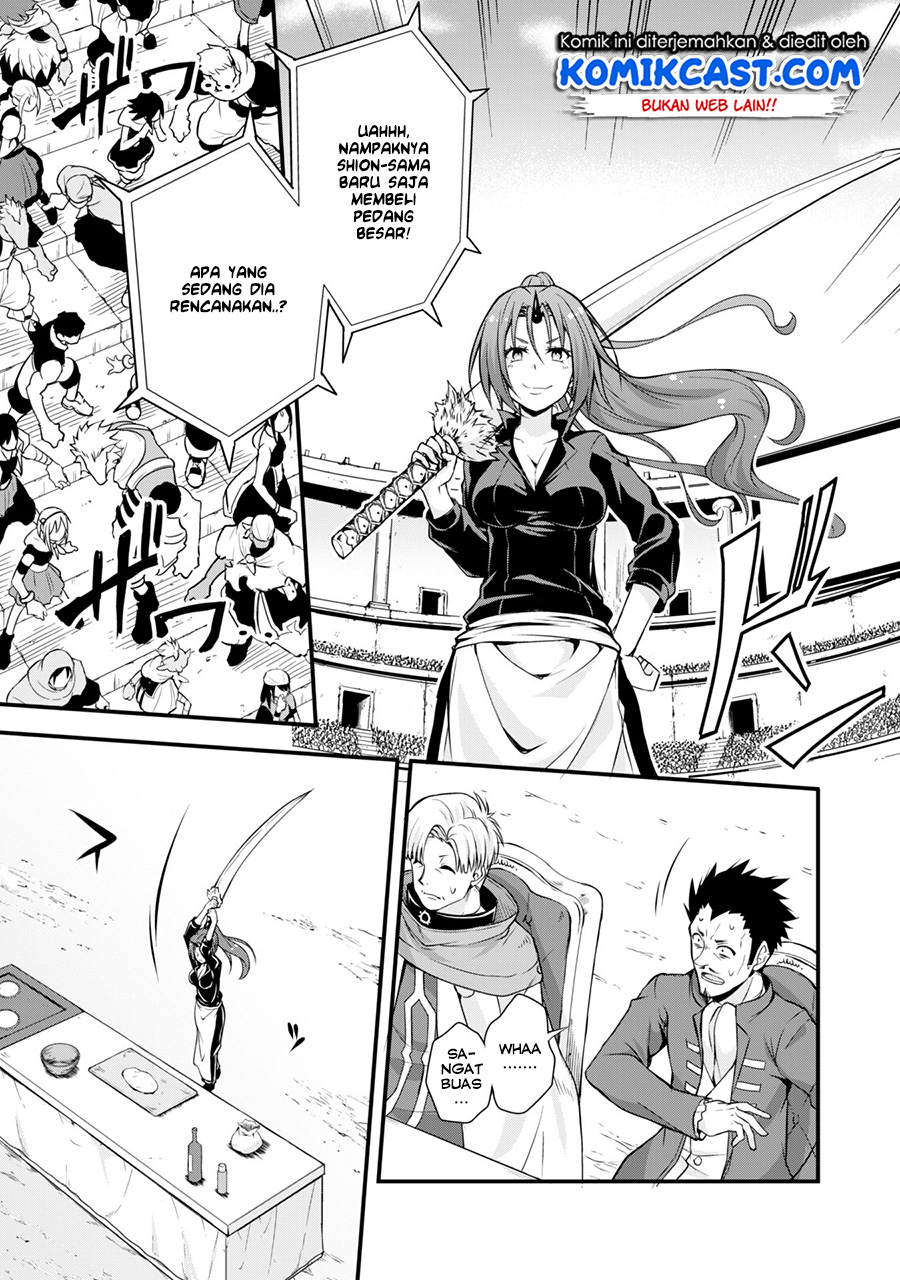 Komik ini diterjemahkan & diedit oleh
KOMIKCAST.COM
BUKAN WEB LAIN!!
UAHHH,
NAMPAKNYA
SHION-SAMA
BARU SAJA
MEMBELI
PEDANG
BESAR!
APA YANG
SEDANG DIA
RENCANAKAN..?
ドン
ザワ
ザワ
WHAA
.......
SA-
NGAT
BUAS
...